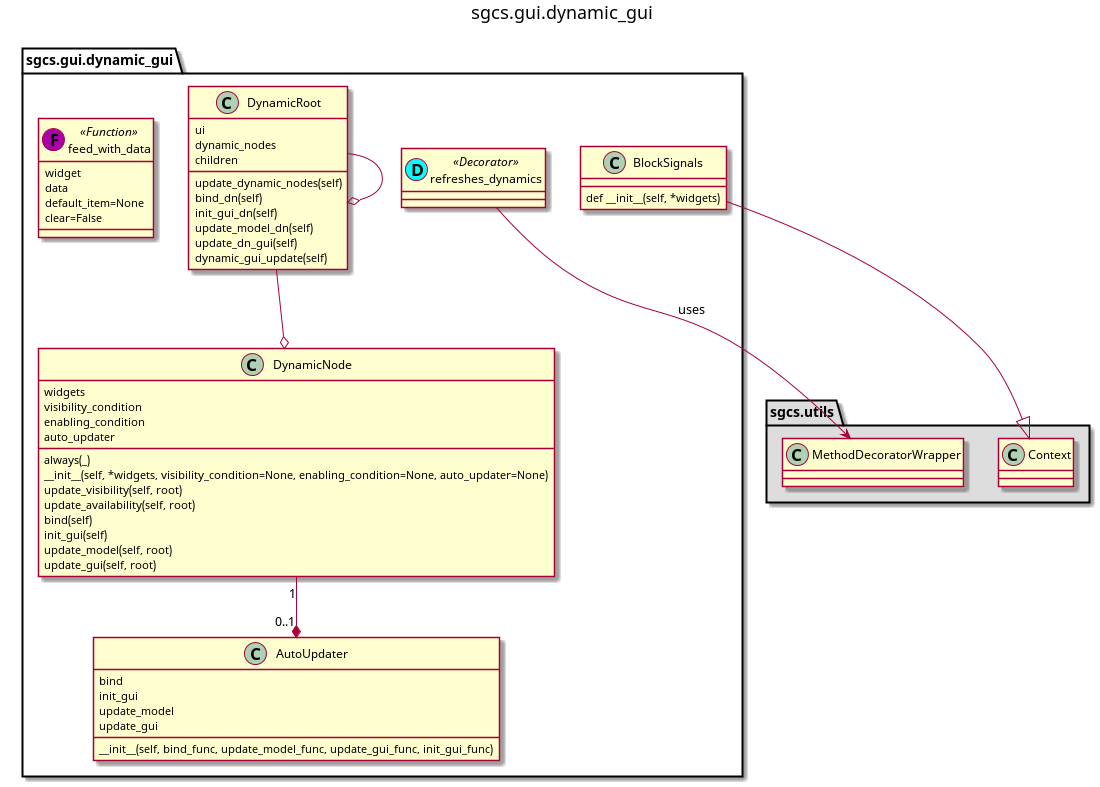 sgcs.gui.dynamic_gui
sgcs.gui.dynamic_gui
F
«Function»
feed_with_data
widget
data
default_item=None
clear=False
C DynamicRoot
ui
dynamic_nodes
children
update_dynamic_nodes(self)
bind_dn(self)
init_gui_dn(self)
update_model_dn(self)
update_dn_gui(self)
dynamic_gui_update(self)
D
«Decorator»
refreshes_dynamics
C BlockSignals
def __init__(self, *widgets)
uses
C DynamicNode
widgets
visibility_condition
enabling_condition
auto_updater
always(_)
__init__(self, *widgets, visibility_condition=None, enabling_condition=None, auto_updater=None)
update_visibility(self, root)
update_availability(self, root)
bind(self)
init_gui(self)
update_model(self, root)
update_gui(self, root)
sgcs.utils
C MethodDecoratorWrapper
C Context
1
0..1
C AutoUpdater
bind
init_gui
update_model
update_gui
__init__(self, bind_func, update_model_func, update_gui_func, init_gui_func)